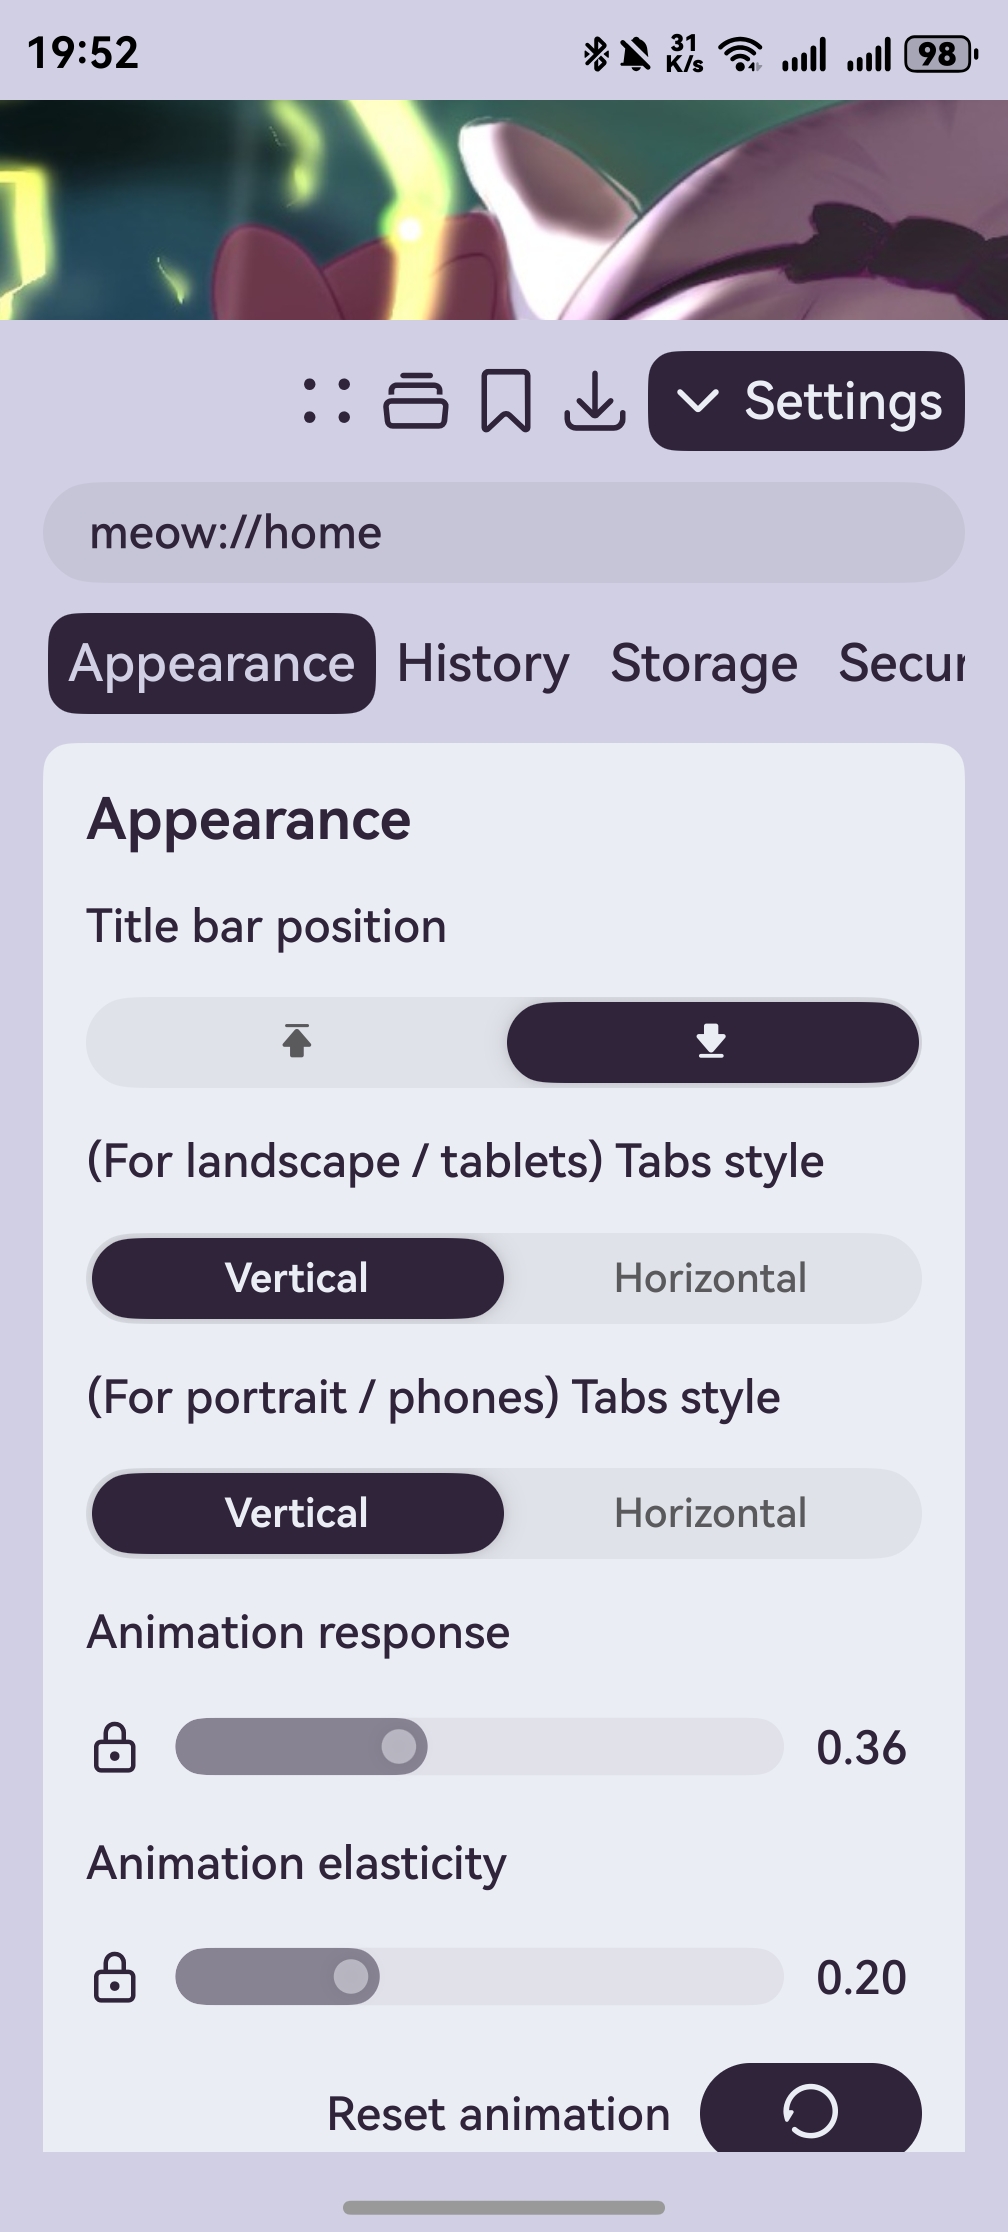 19:52
31
K/s
98
Settings
meow://home
Appearance History Storage Secur
Appearance
Title bar position
(For landscape / tablets) Tabs style
Vertical Horizontal
(For portrait / phones) Tabs style
Vertical Horizontal
Animation response
0.36
Animation elasticity
0.20
Reset animation